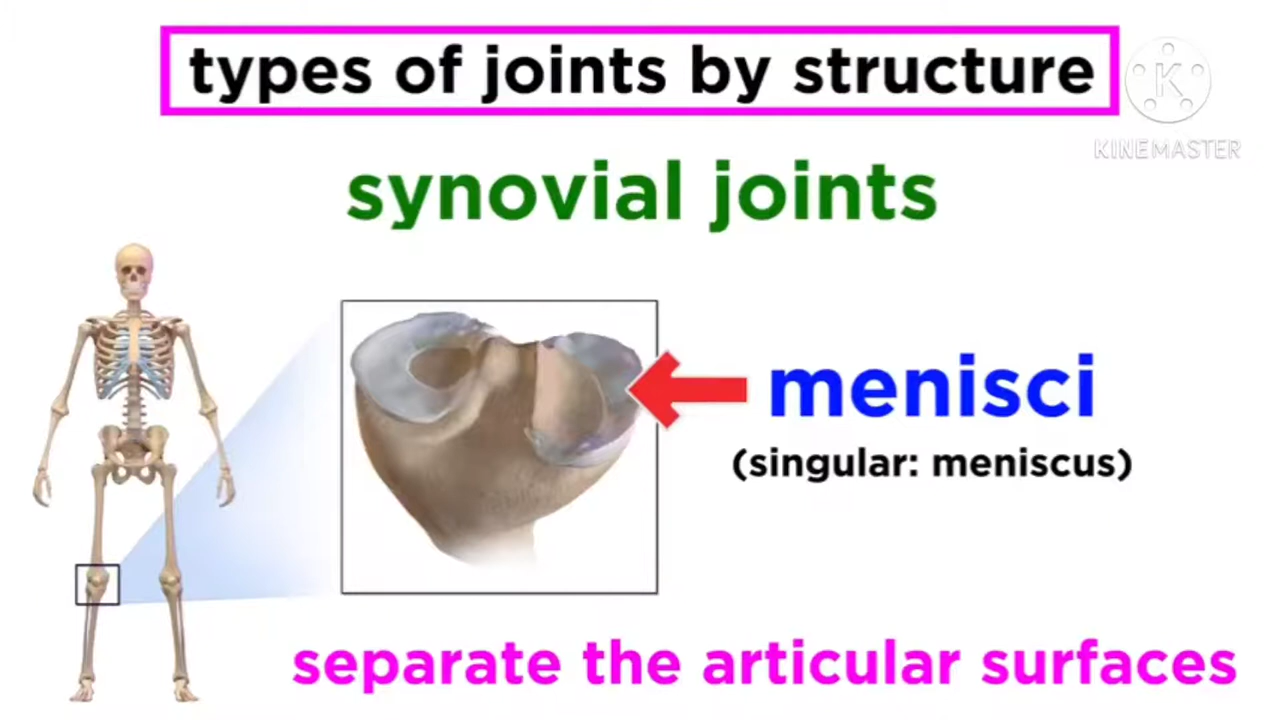 types of joints by structure
K
KINEMASTER
synovial joints
menisci
(singular: meniscus)
separate the articular surfaces